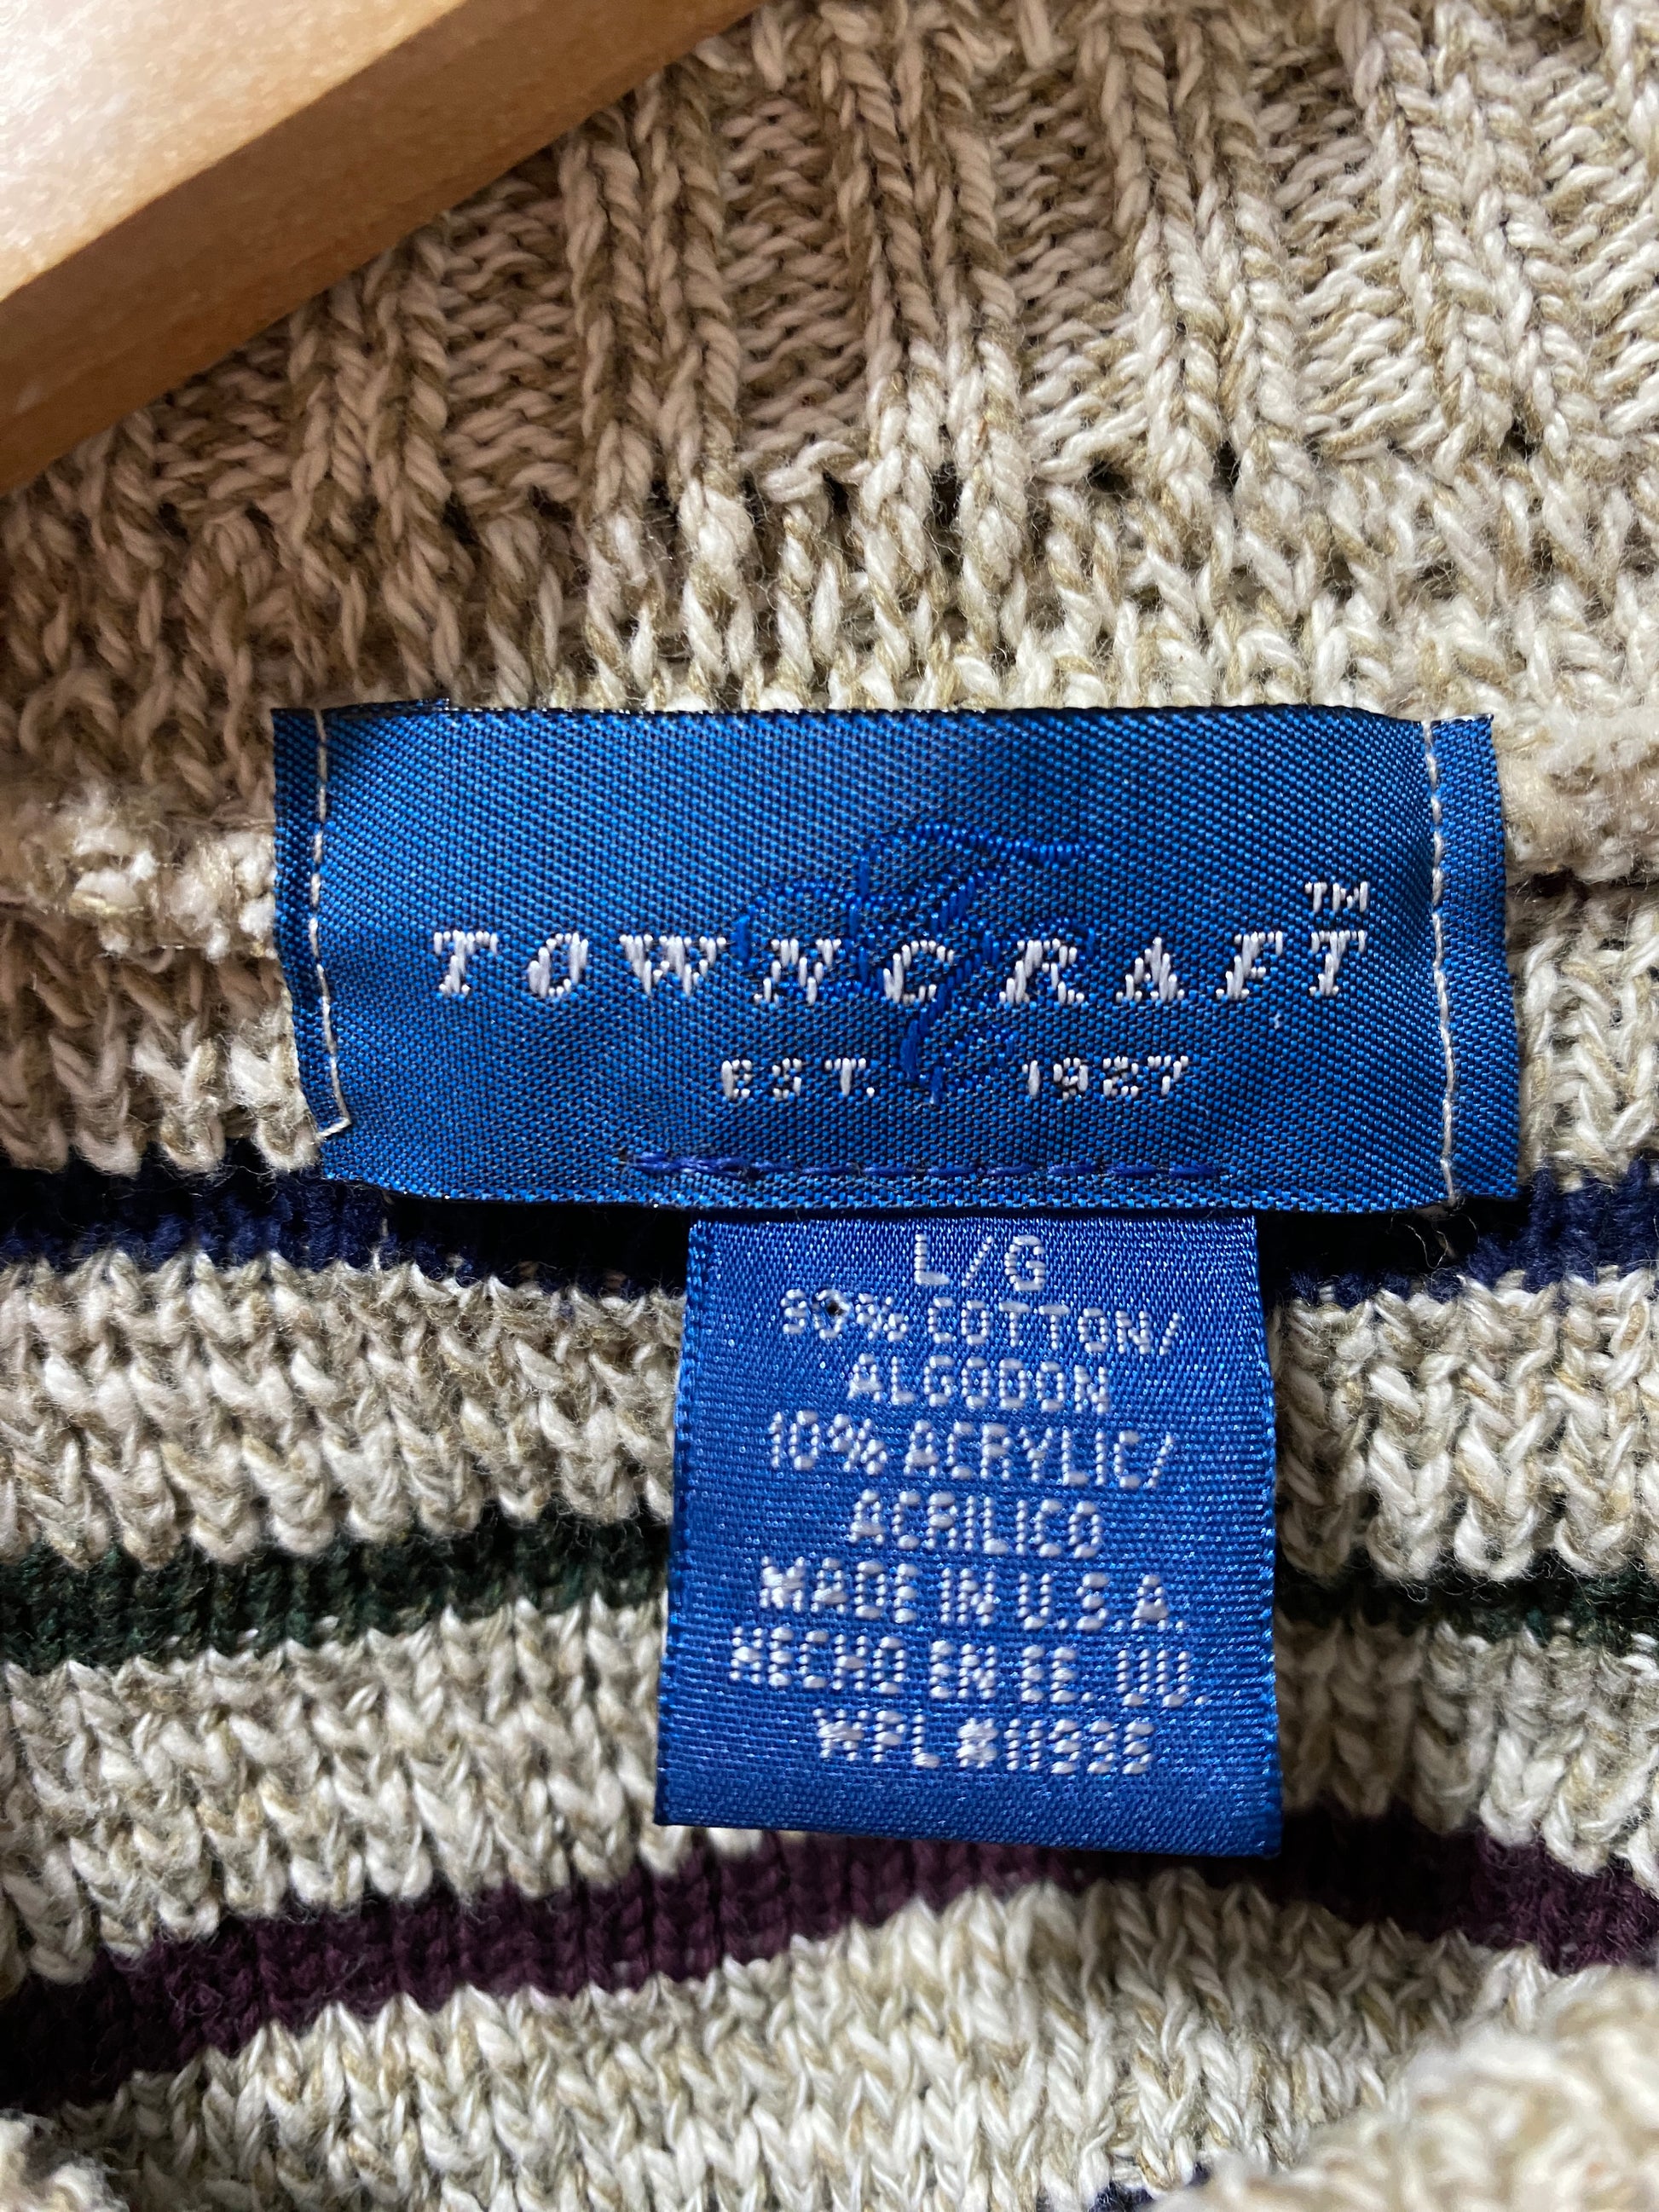 TOWNCRAFT™
EST. 1927
L/G
90% COTTON/
ALGODON
10% ACRYLIC/
ACRILICO
MADE IN U.S.A.
HECHO EN EE. UU.
WPL #11935